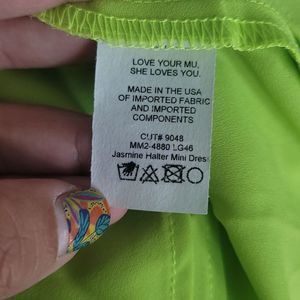 LOVE YOUR MU,
SHE LOVES YOU.
MADE IN THE USA
OF IMPORTED FABRIC
AND IMPORTED
COMPONENTS
CUT# 9048
MM2-4880 LG46
Jasmine Halter Mini Dress